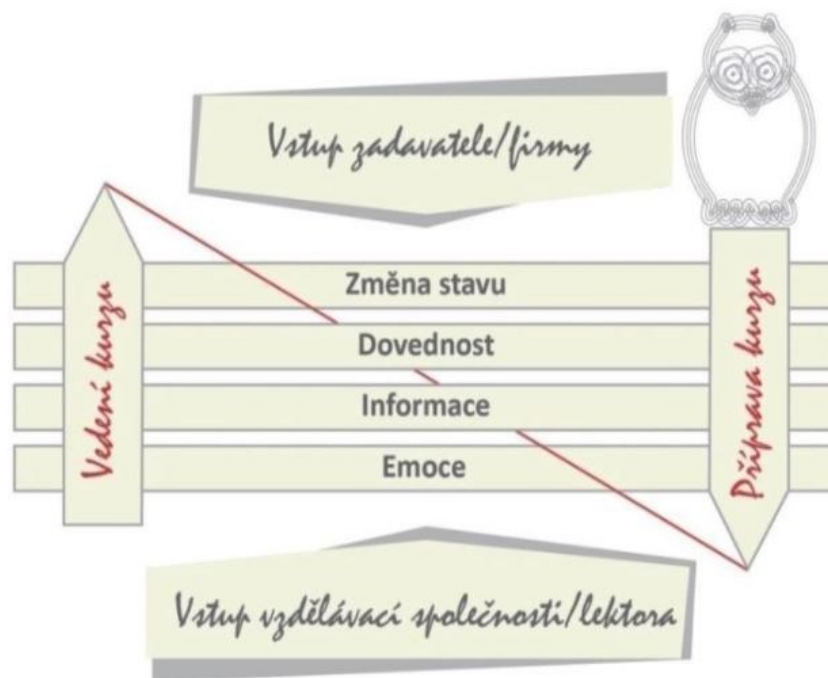 Vstup zadavatele/firmy
Změna stavu
Dovednost
Informace
Emoce
Vedení kurzu
Příprava kurzu
Vstup vzdělávací společnosti/lektora